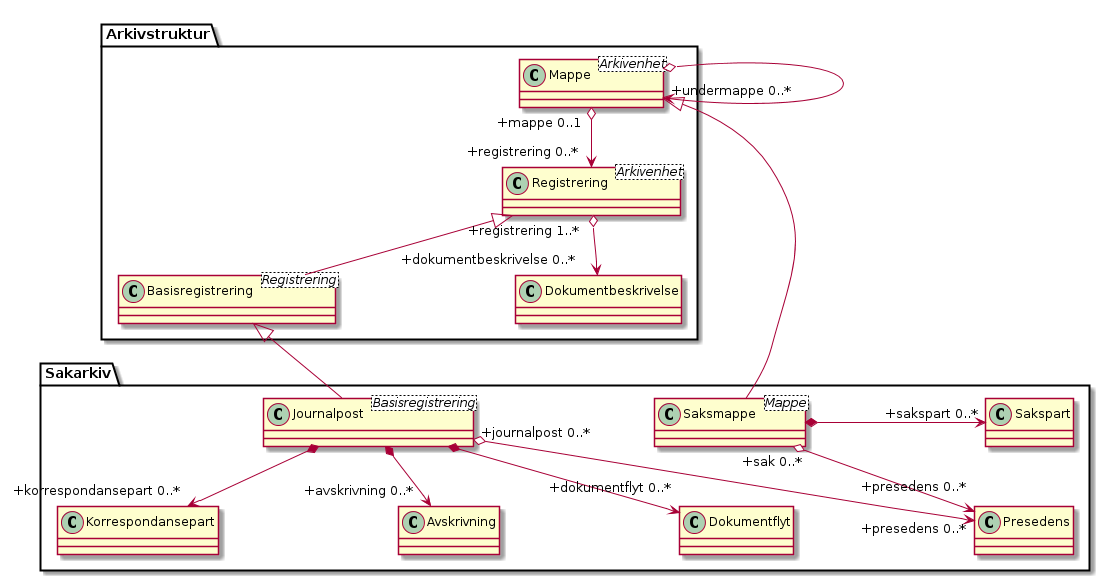 Arkivstruktur
C Mappe Arkivenhet
+undermappe 0..*
+mappe 0..1
+registrering 0..*
C Registrering Arkivenhet
+registrering 1..*
+dokumentbeskrivelse 0..*
C Basisregistrering Registrering
C Dokumentbeskrivelse
Sakarkiv
C Journalpost Basisregistrering
C Saksmappe Mappe
+sakspart 0..*
C Sakspart
+journalpost 0..*
+sak 0..*
+korrespondansepart 0..*
+avskrivning 0..*
+dokumentflyt 0..*
+presedens 0..*
C Korrespondansepart
C Avskrivning
C Dokumentflyt
+presedens 0..*
C Presedens